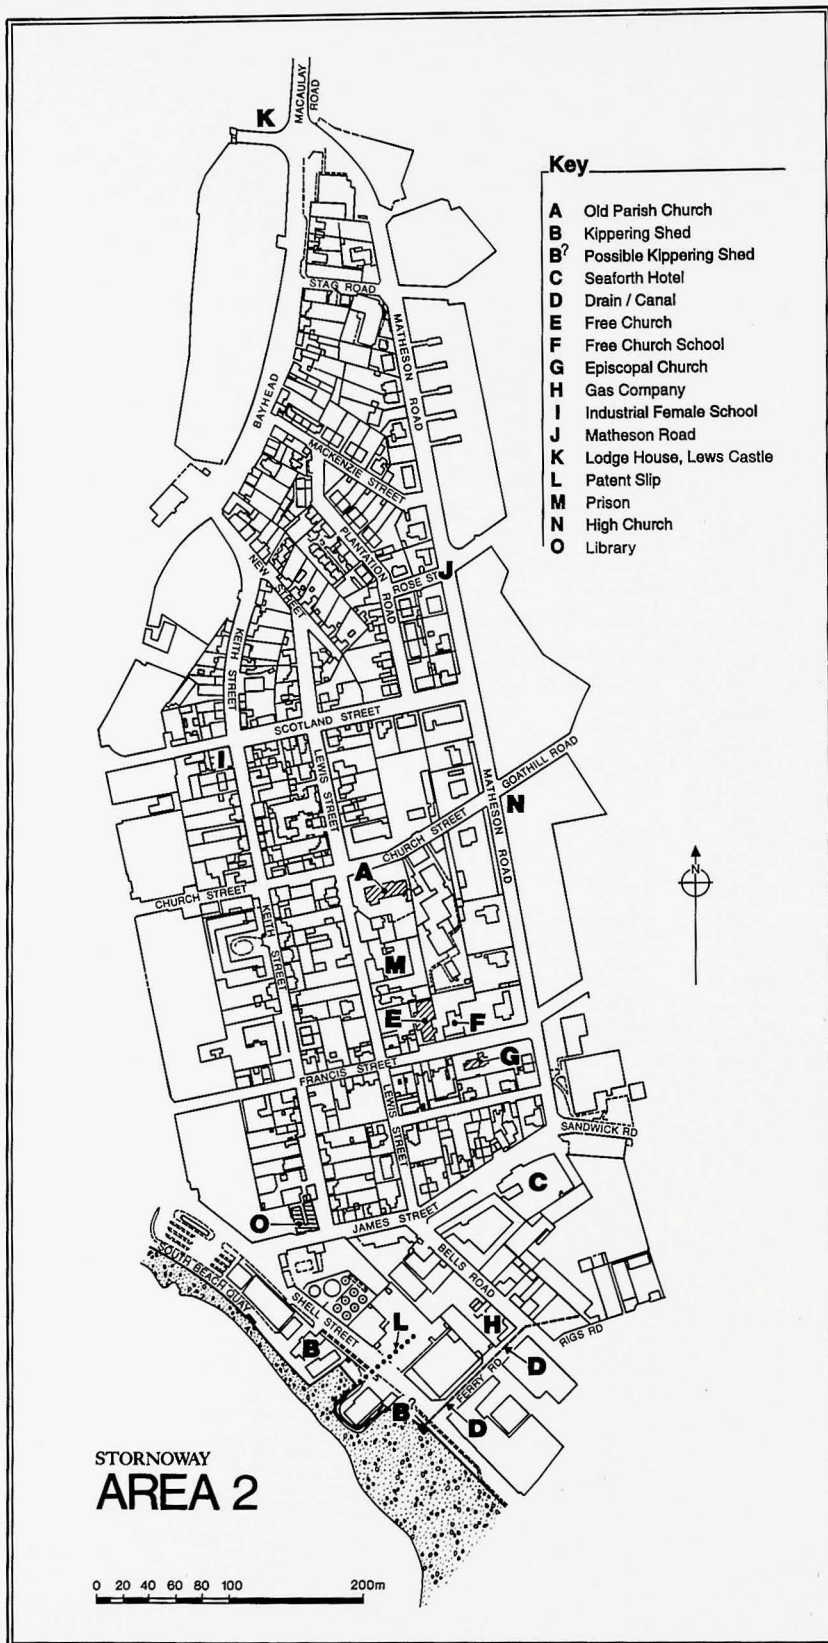 MACAULAY
ROAD
K
Key
A Old Parish Church
B Kippering Shed
B? Possible Kippering Shed
C Seaforth Hotel
D Drain / Canal
E Free Church
F Free Church School
G Episcopal Church
H Gas Company
I Industrial Female School
J Matheson Road
K Lodge House, Lews Castle
L Patent Slip
M Prison
N High Church
O Library
STAG ROAD
MATHESON ROAD
BAYHEAD
MACKENZIE STREET
PLANTATION ROAD
NEW STREET
ROSE ST
J
KEITH STREET
SCOTLAND STREET
I
LEWIS STREET
GOATHILL ROAD
N
MATHESON ROAD
CHURCH STREET
A
N
CHURCH STREET
KEITH STREET
M
E
F
FRANCIS STREET
G
LEWIS STREET
SANDWICK RD
C
O
JAMES STREET
BELLS ROAD
SOUTH BEACH QUAY
SHELL STREET
L
H
RIGS RD
B
D
FERRY RD
B?
D
STORNOWAY
AREA 2
0 20 40 60 80 100 200m